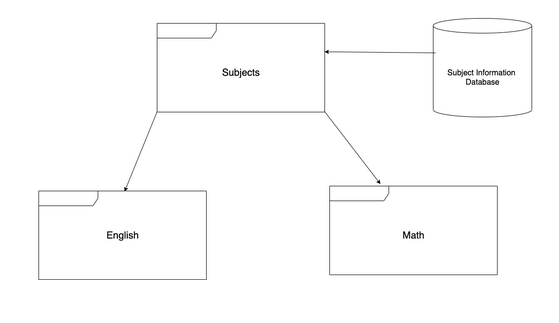 Subjects
Subject Information
Database
English
Math